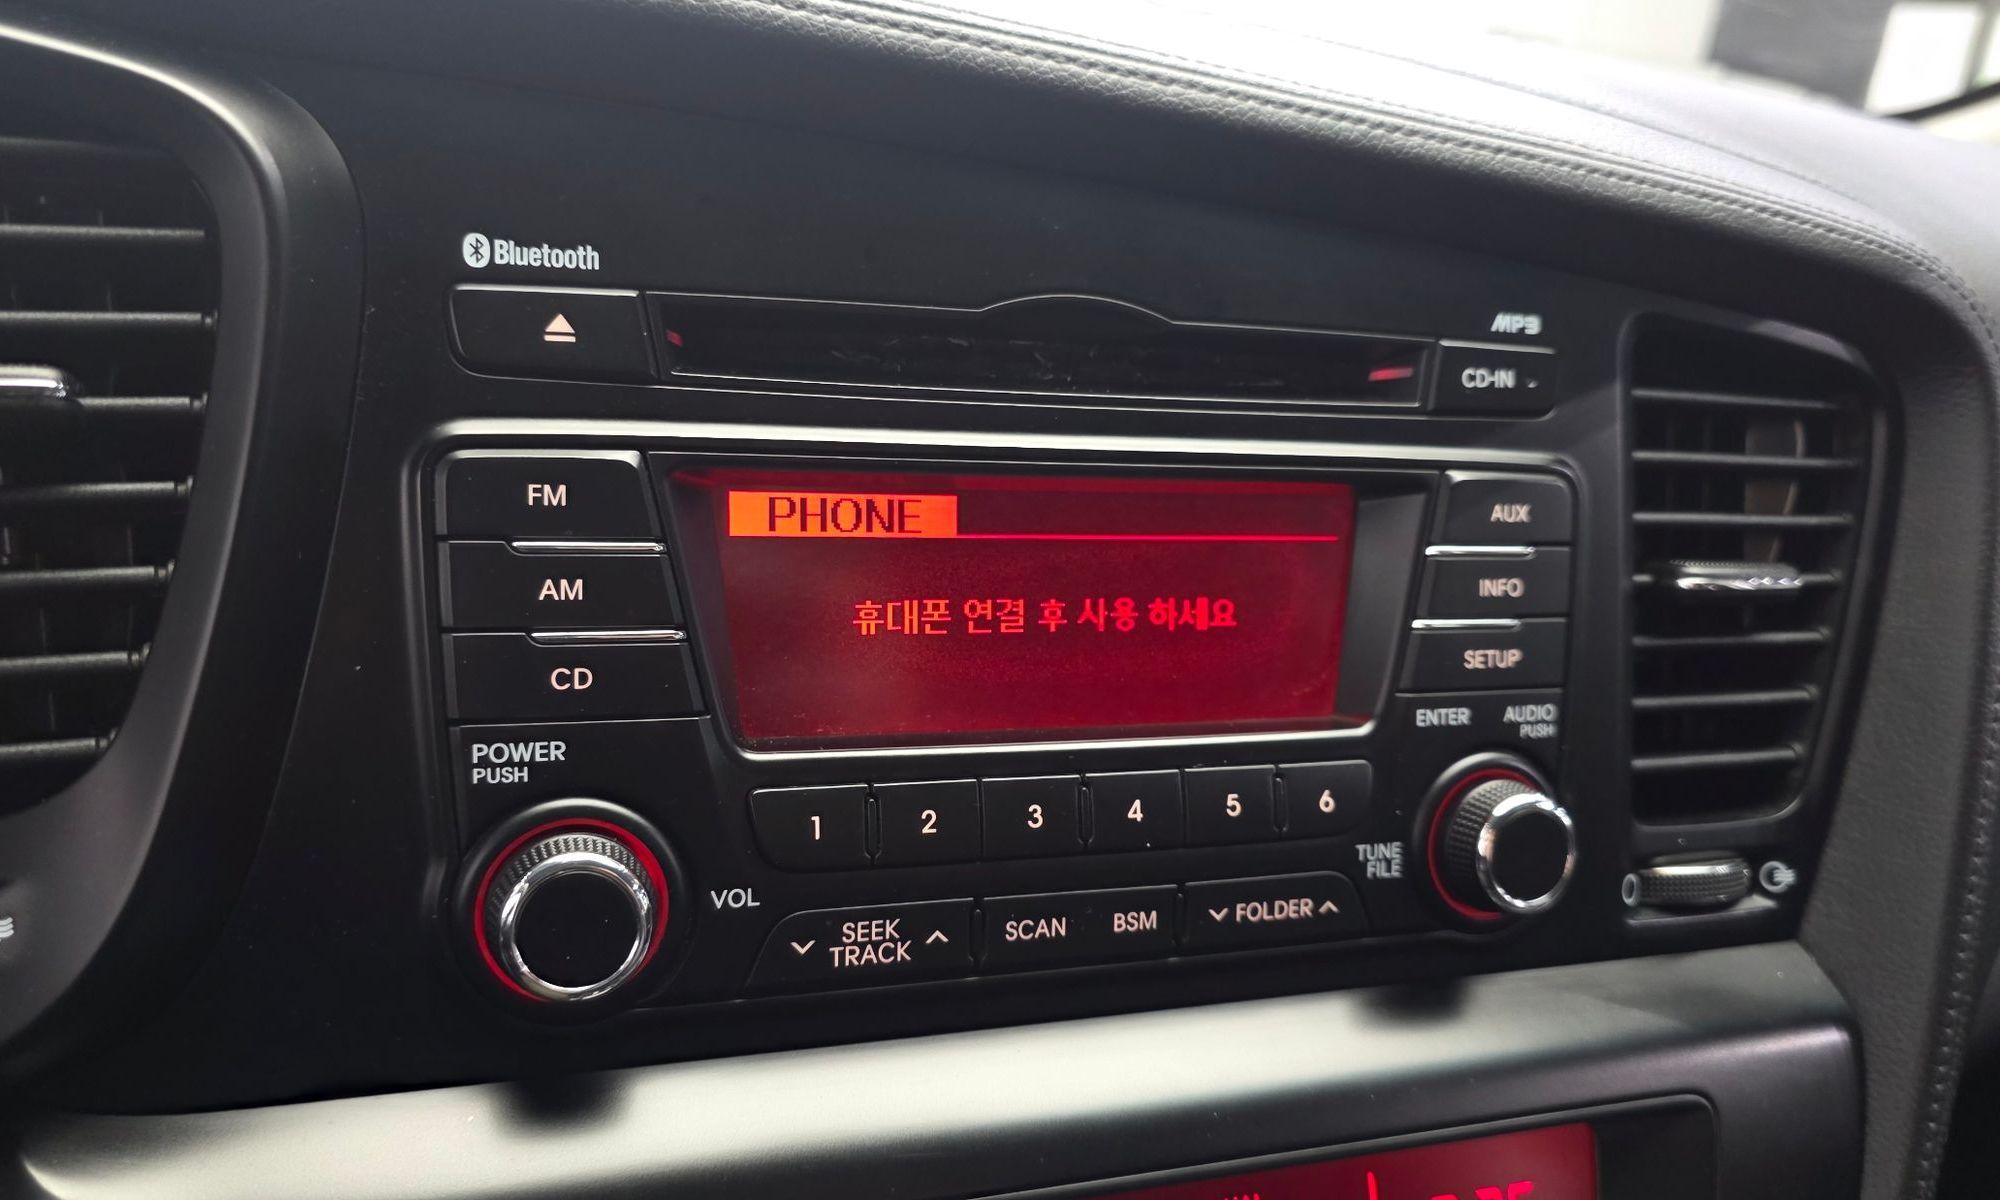 Bluetooth
MP3
CD-IN
FM
AM
CD
PHONE
휴대폰 연결 후 사용 하세요
AUX
INFO
SETUP
POWER
PUSH
ENTER
AUDIO
PUSH
1 2 3 4 5 6
VOL
TUNE
FILE
SEEK
TRACK
SCAN BSM
FOLDER